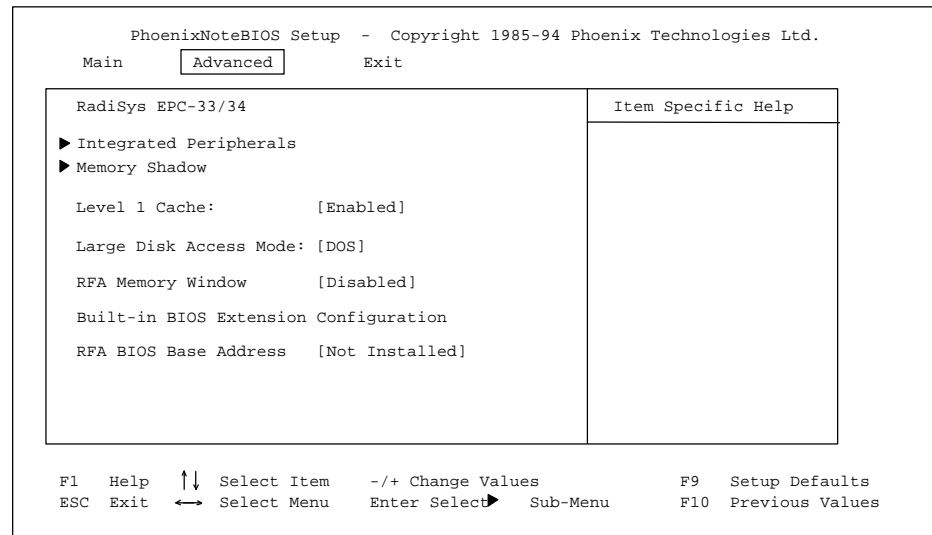 PhoenixNoteBIOS Setup - Copyright 1985-94 Phoenix Technologies Ltd.
Main Advanced Exit
RadiSys EPC-33/34 Item Specific Help
Integrated Peripherals
Memory Shadow
Level 1 Cache: [Enabled]
Large Disk Access Mode: [DOS]
RFA Memory Window [Disabled]
Built-in BIOS Extension Configuration
RFA BIOS Base Address [Not Installed]
F1 Help ↑↓ Select Item -/+ Change Values F9 Setup Defaults
ESC Exit ↔ Select Menu Enter Select▶ Sub-Menu F10 Previous Values